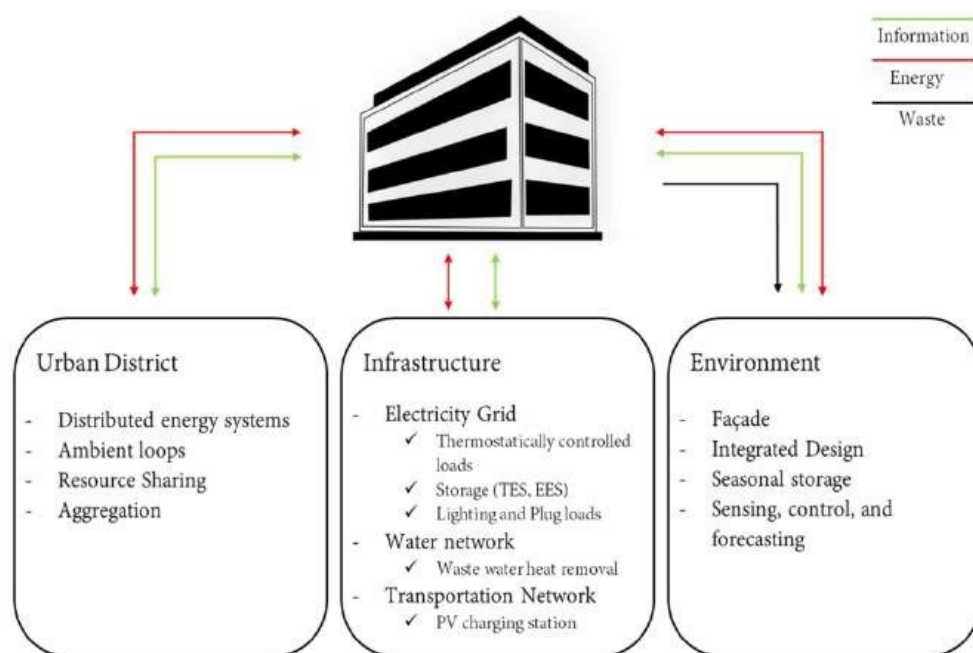 Information
Energy
Waste
Urban District
- Distributed energy systems
- Ambient loops
- Resource Sharing
- Aggregation
Infrastructure
- Electricity Grid
✓ Thermostatically controlled
loads
✓ Storage (TES, EES)
✓ Lighting and Plug loads
- Water network
✓ Waste water heat removal
- Transportation Network
✓ PV charging station
Environment
- Façade
- Integrated Design
- Seasonal storage
- Sensing, control, and
forecasting